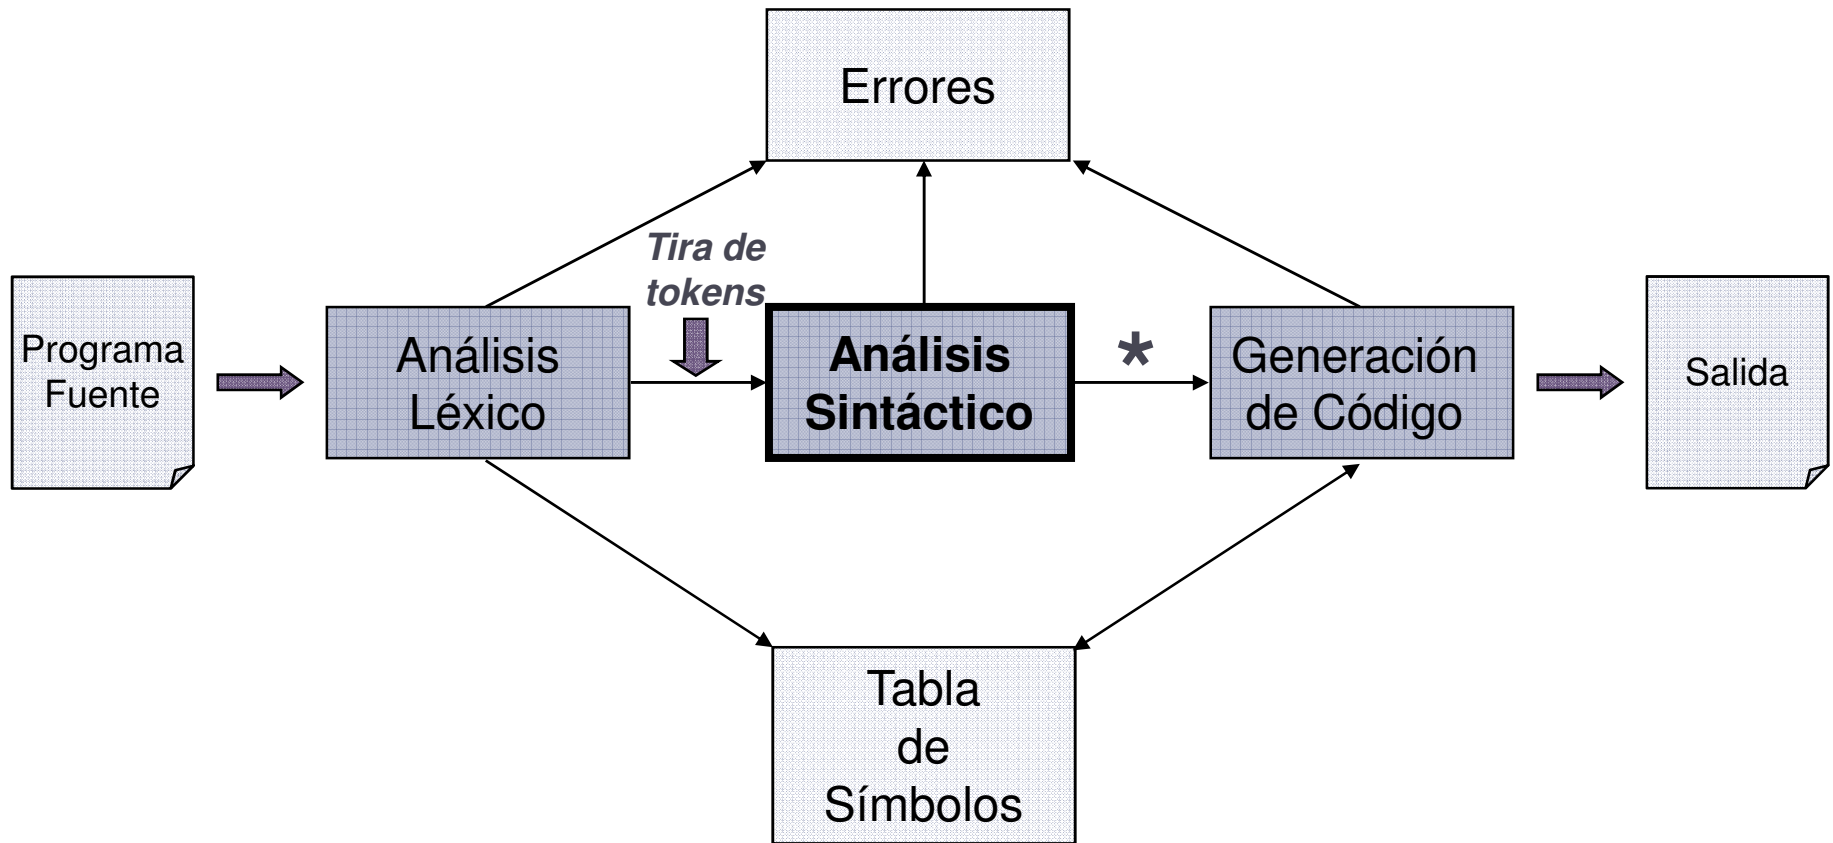 Errores
Tira de
tokens
Programa
Fuente
Análisis
Léxico
Análisis
Sintáctico
*
Generación
de Código
Salida
Tabla
de
Símbolos